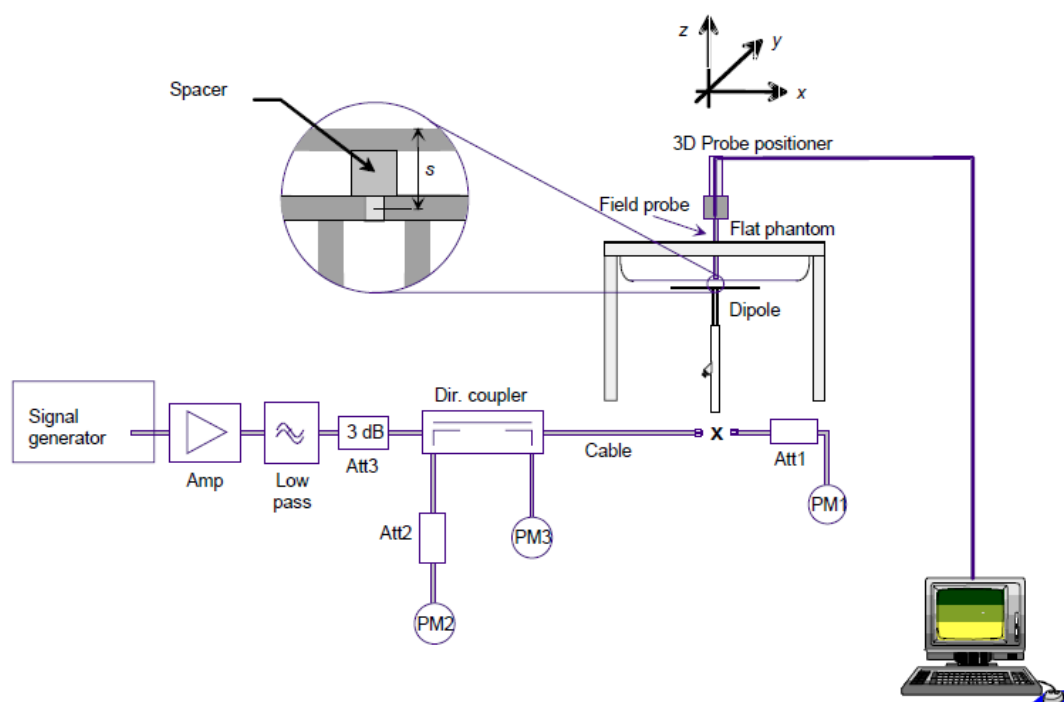 z
y
x
Spacer
3D Probe positioner
s
Field probe
Flat phantom
Dipole
Dir. coupler
Signal
generator
3 dB
X
Cable
Att1
Att3
Amp
Low
pass
PM1
Att2
PM3
PM2